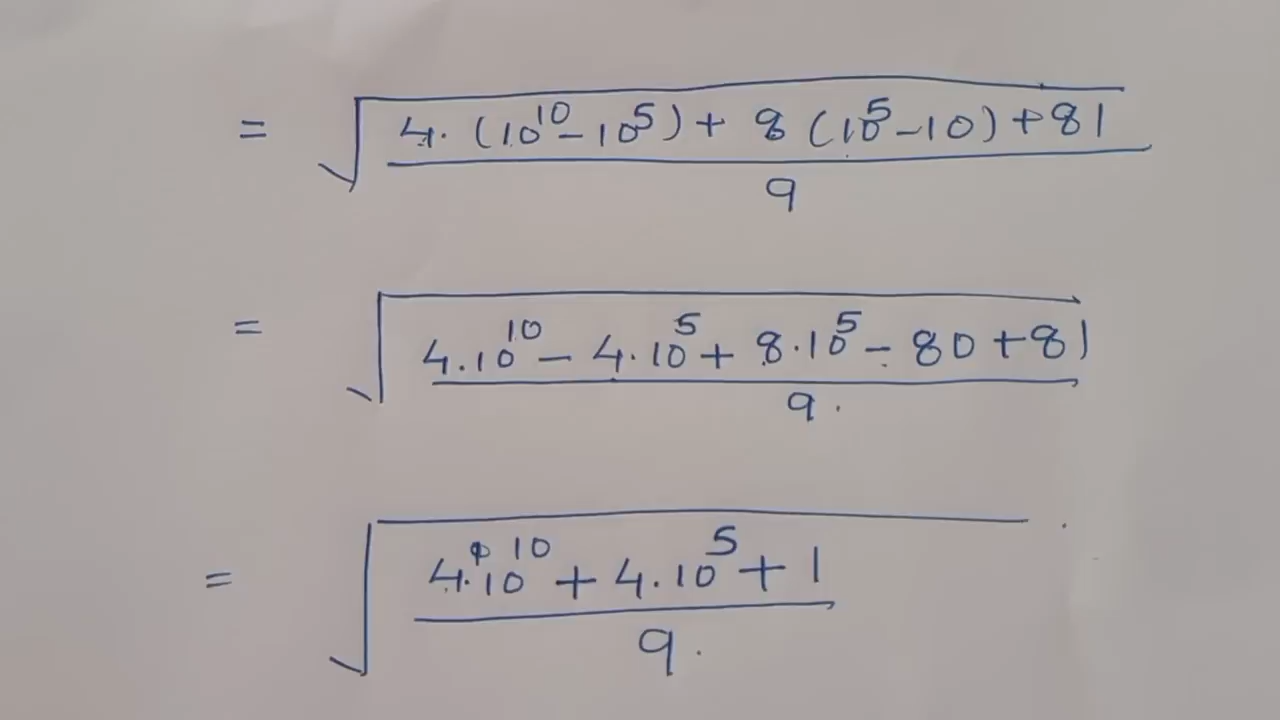 = √((4·(10^10 − 10^5) + 8(10^5 − 10) + 81) / 9)
= √((4·10^10 − 4·10^5 + 8·10^5 − 80 + 81) / 9)
= √((4·10^10 + 4·10^5 + 1) / 9)